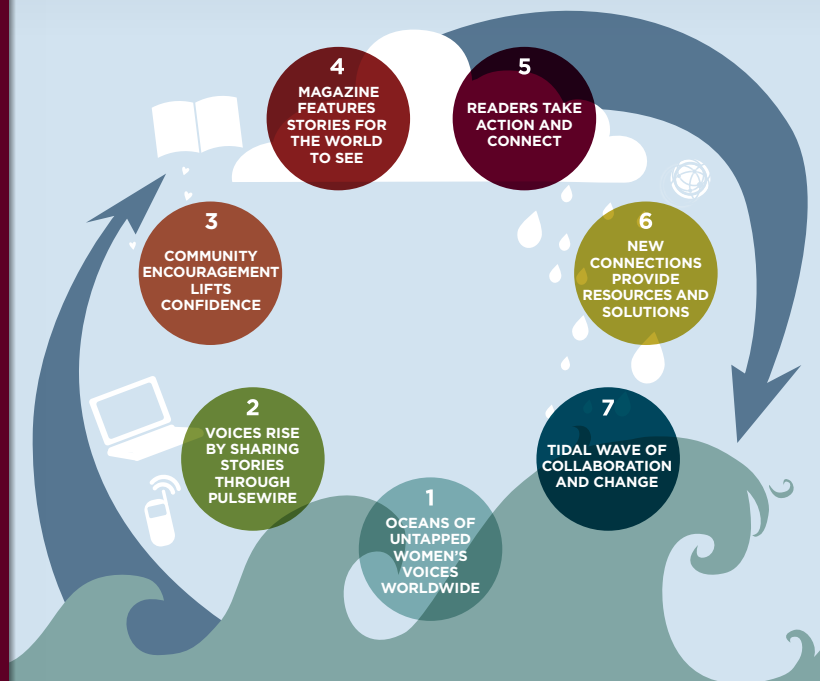 1
OCEANS OF
UNTAPPED
WOMEN'S
VOICES
WORLDWIDE
2
VOICES RISE
BY SHARING
STORIES
THROUGH
PULSEWIRE
3
COMMUNITY
ENCOURAGEMENT
LIFTS
CONFIDENCE
4
MAGAZINE
FEATURES
STORIES FOR
THE WORLD
TO SEE
5
READERS TAKE
ACTION AND
CONNECT
6
NEW
CONNECTIONS
PROVIDE
RESOURCES AND
SOLUTIONS
7
TIDAL WAVE OF
COLLABORATION
AND CHANGE